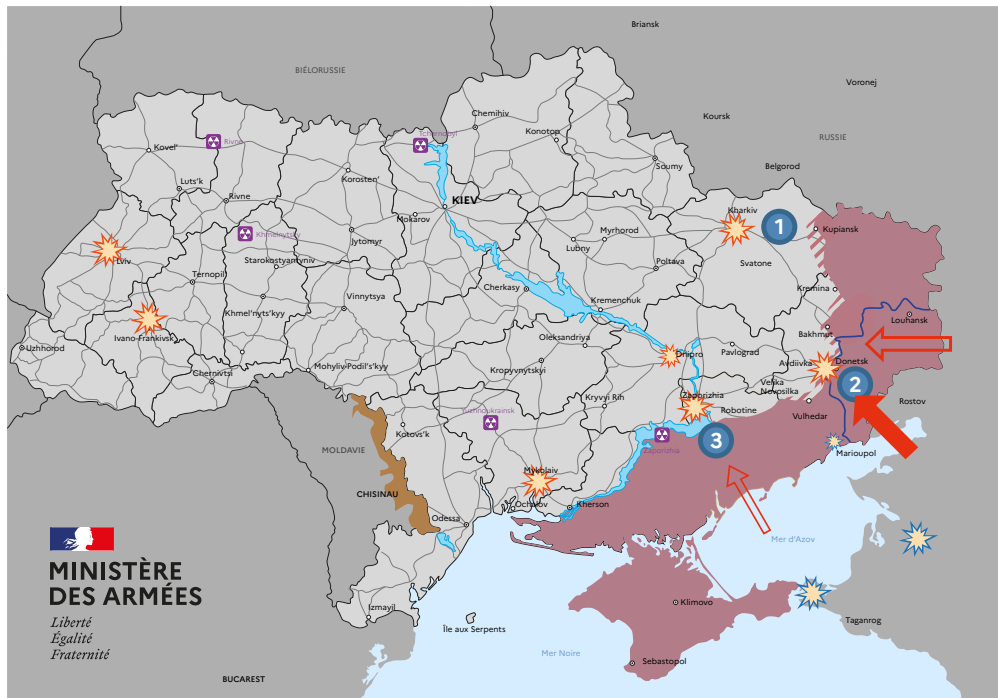 Briansk
BIÉLORUSSIE
Voronej
Koursk
RUSSIE
Chernihiv
Tchernobyl
Konotop
Kovel'
Rivne
Soumy
Belgorod
Korosten'
Luts'k
Rivne
KIEV
Makarov
Kharkiv
1
Kupiansk
Khmelnytsky
Jytomyr
Myrhorod
Lubny
Lviv
Starokostyantyniv
Poltava
Svatone
Ternopil
Cherkasy
Kremina
Vinnytsya
Kremenchuk
Khmel'nyts'kyy
Louhansk
Ivano-Frankivsk
Oleksandriya
Bakhmut
Uzhhorod
Dnipro
Pavlograd
Avdiivka
Donetsk
Mohyliv-Podil's'kyy
Kropyvnytskyi
Chernivtsi
2
Velika
Novosilka
Zaporizhia
Kryvyi Rih
Rostov
Yuzhnoukrainsk
Robotine
Vulhedar
Kotovs'k
3
MOLDAVIE
Zaporizhia
Marioupol
Mykolaiv
CHISINAU
Ochakov
Kherson
Odessa
Mer d'Azov
MINISTÈRE
DES ARMÉES
Liberté
Égalité
Fraternité
Izmayil
Klimovo
Île aux Serpents
Taganrog
Mer Noire
Sebastopol
BUCAREST